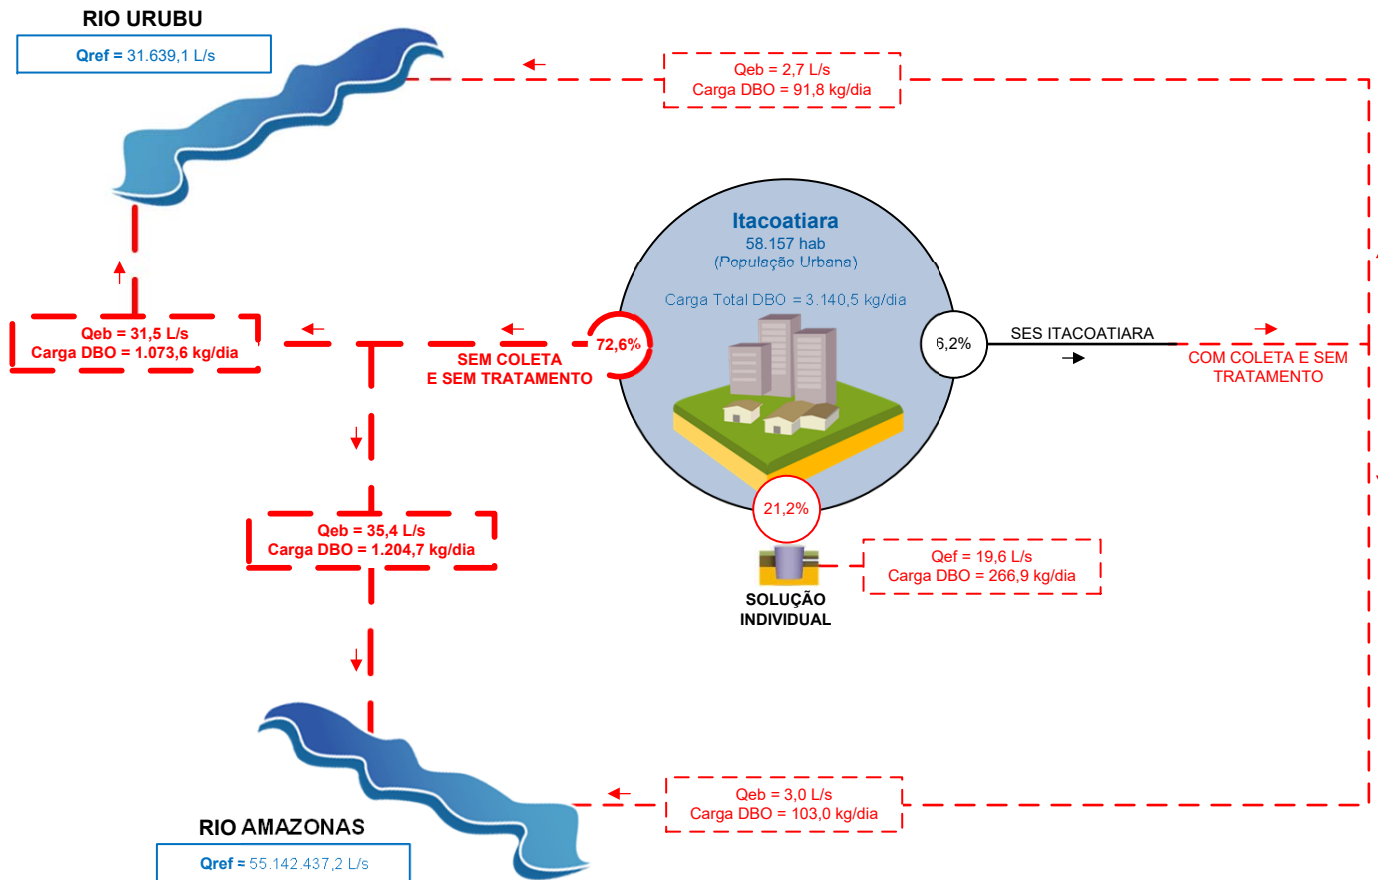 RIO URUBU
Qref = 31.639,1 L/s
Qeb = 2,7 L/s
Carga DBO = 91,8 kg/dia
Itacoatiara
58.157 hab
(População Urbana)
Carga Total DBO = 3.140,5 kg/dia
Qeb = 31,5 L/s
Carga DBO = 1.073,6 kg/dia
72,6%
SEM COLETA
E SEM TRATAMENTO
6,2%
SES ITACOATIARA
COM COLETA E SEM
TRATAMENTO
21,2%
Qeb = 35,4 L/s
Carga DBO = 1.204,7 kg/dia
Qef = 19,6 L/s
Carga DBO = 266,9 kg/dia
SOLUÇÃO
INDIVIDUAL
Qeb = 3,0 L/s
Carga DBO = 103,0 kg/dia
RIO AMAZONAS
Qref = 55.142.437,2 L/s